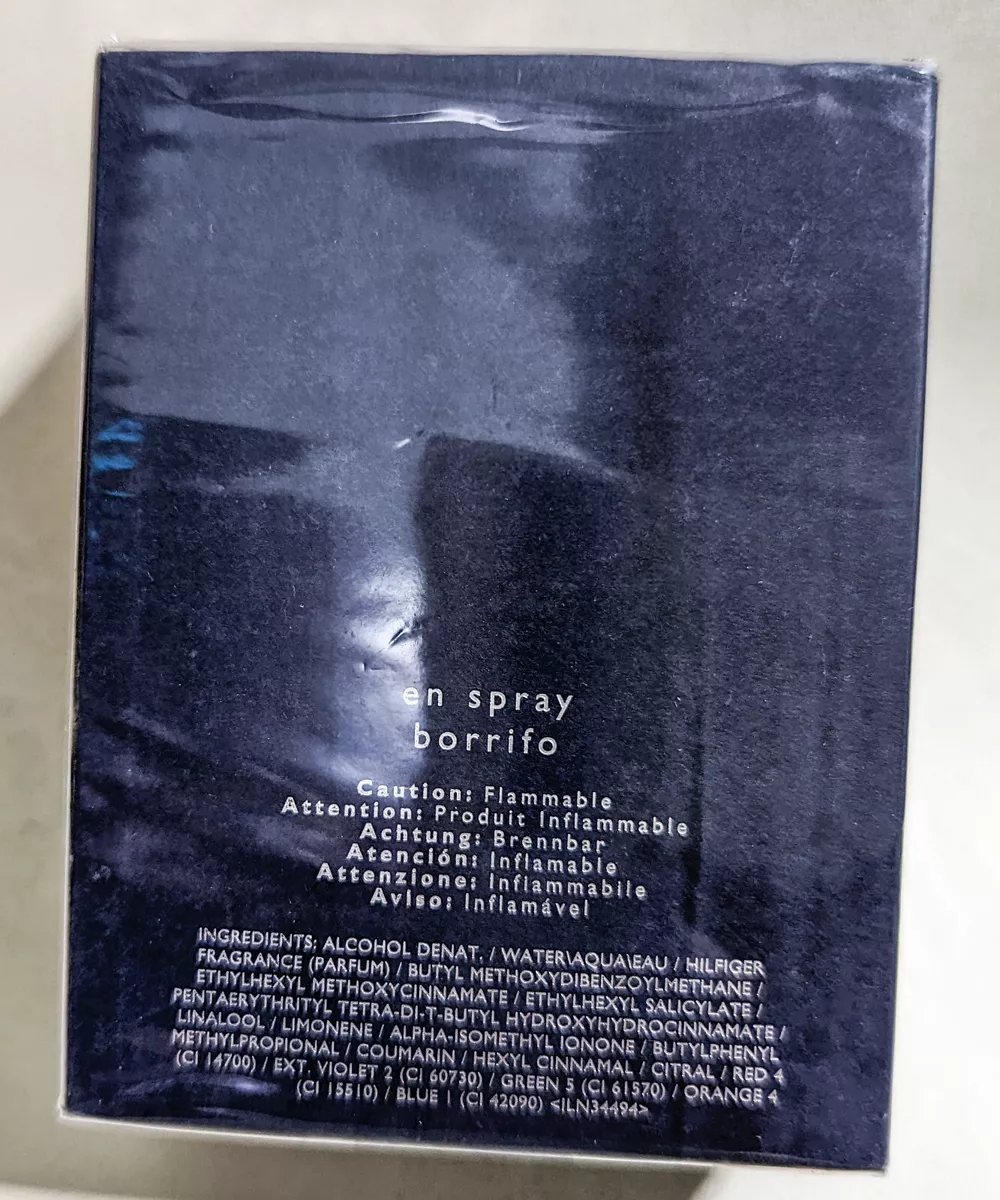 en spray
borrifo
Caution: Flammable
Attention: Produit Inflammable
Achtung: Brennbar
Atención: Inflamable
Attenzione: Infiammabile
Aviso: Inflamável
INGREDIENTS: ALCOHOL DENAT. / WATER\AQUA\EAU / HILFIGER
FRAGRANCE (PARFUM) / BUTYL METHOXYDIBENZOYLMETHANE /
ETHYLHEXYL METHOXYCINNAMATE / ETHYLHEXYL SALICYLATE /
PENTAERYTHRITYL TETRA-DI-T-BUTYL HYDROXYHYDROCINNAMATE /
LINALOOL / LIMONENE / ALPHA-ISOMETHYL IONONE / BUTYLPHENYL
METHYLPROPIONAL / COUMARIN / HEXYL CINNAMAL / CITRAL / RED 4
(CI 14700) / EXT. VIOLET 2 (CI 60730) / GREEN 5 (CI 61570) / ORANGE 4
(CI 15510) / BLUE 1 (CI 42090) <ILN34494>